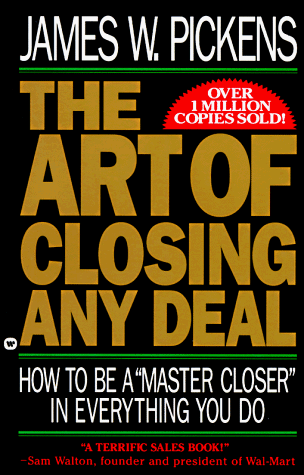 JAMES W. PICKENS
OVER
1 MILLION
COPIES SOLD!
THE
ART OF
CLOSING
ANY DEAL
HOW TO BE A "MASTER CLOSER"
IN EVERYTHING YOU DO
"A TERRIFIC SALES BOOK!"
–Sam Walton, founder and president of Wal-Mart